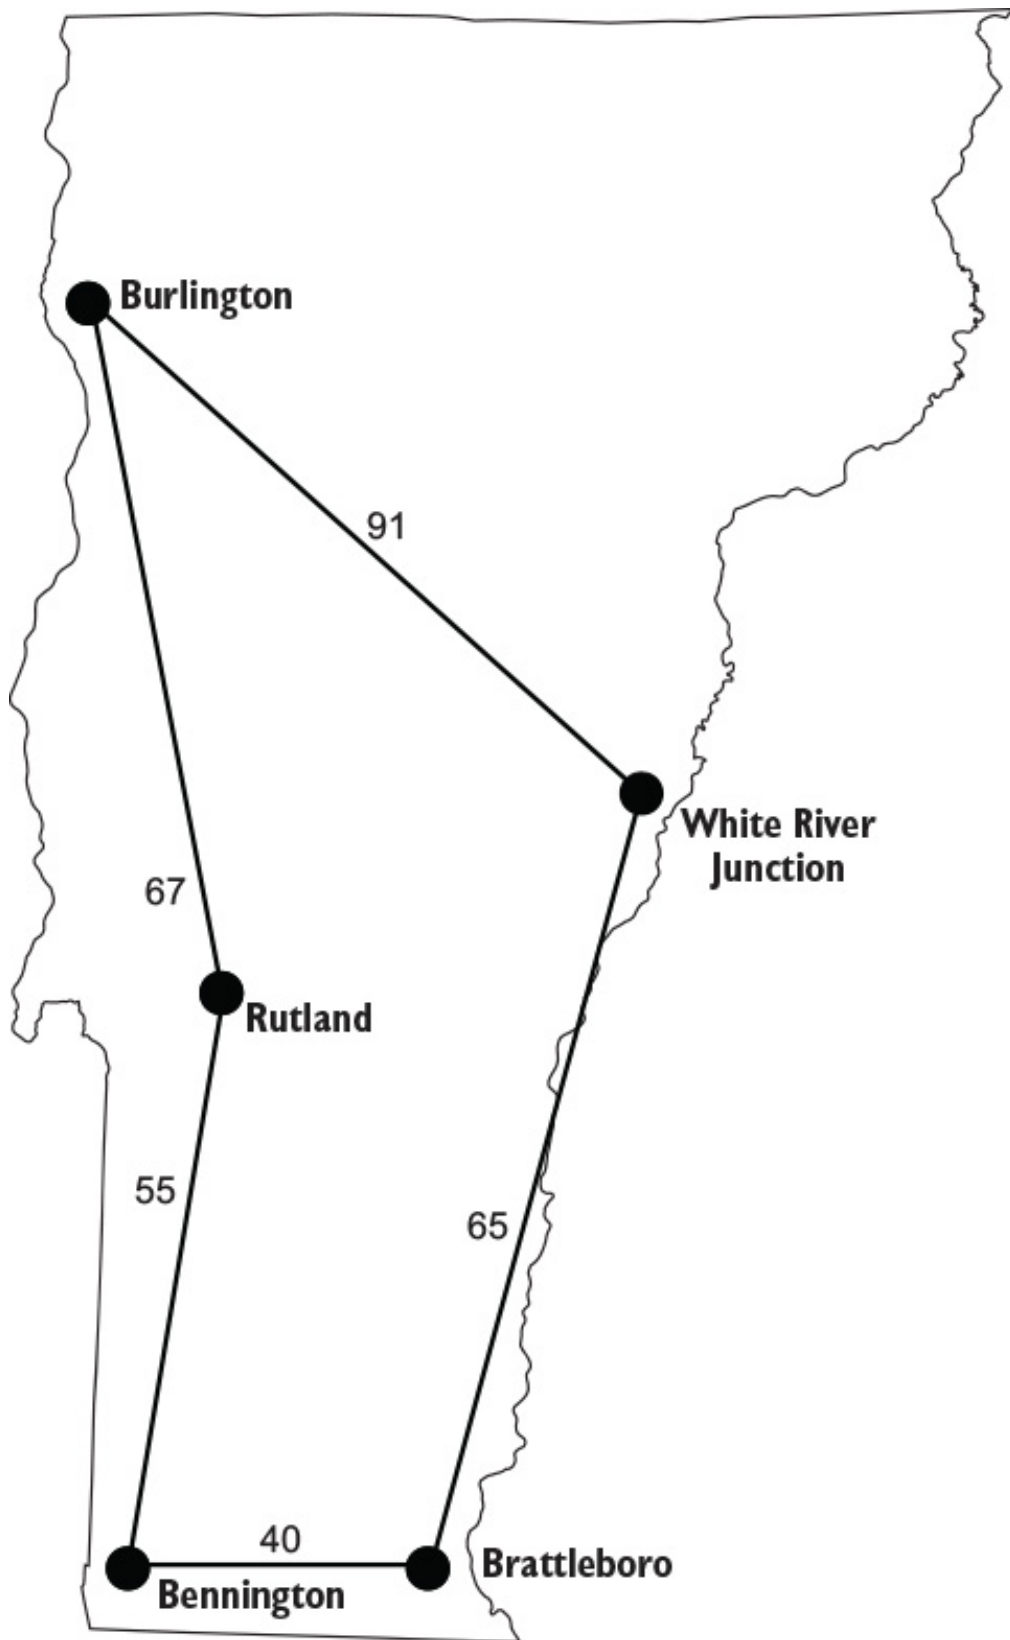 Burlington
91
White River
Junction
67
Rutland
55
65
40
Brattleboro
Bennington